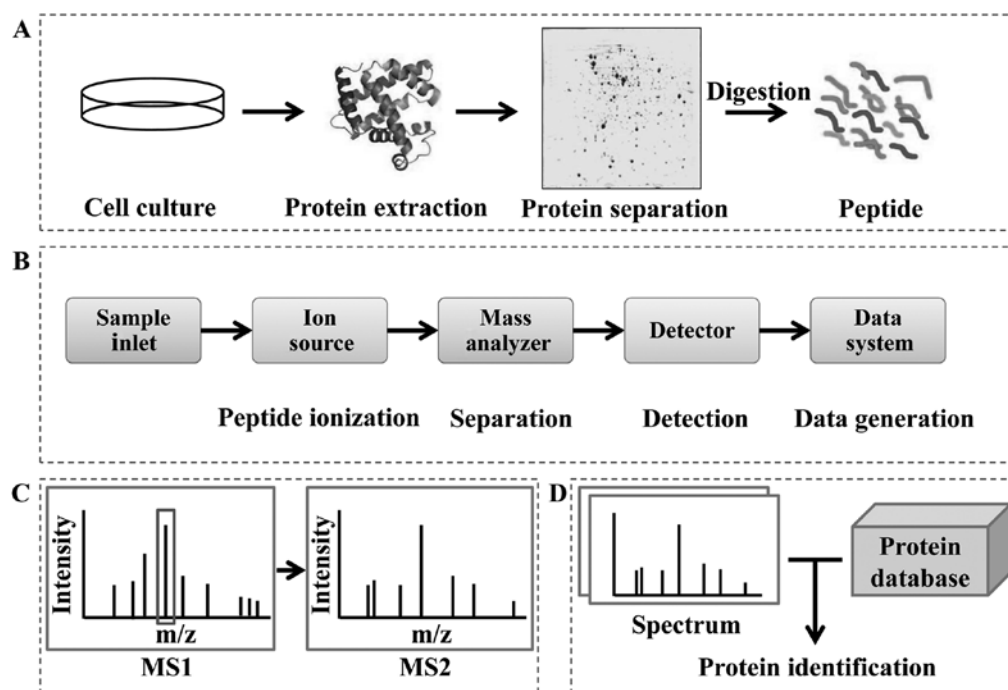 A
Digestion
Cell culture
Protein extraction
Protein separation
Peptide
B
Sample
inlet
Ion
source
Mass
analyzer
Detector
Data
system
Peptide ionization
Separation
Detection
Data generation
C
Intensity
m/z
MS1
Intensity
m/z
MS2
D
Spectrum
Protein
database
Protein identification